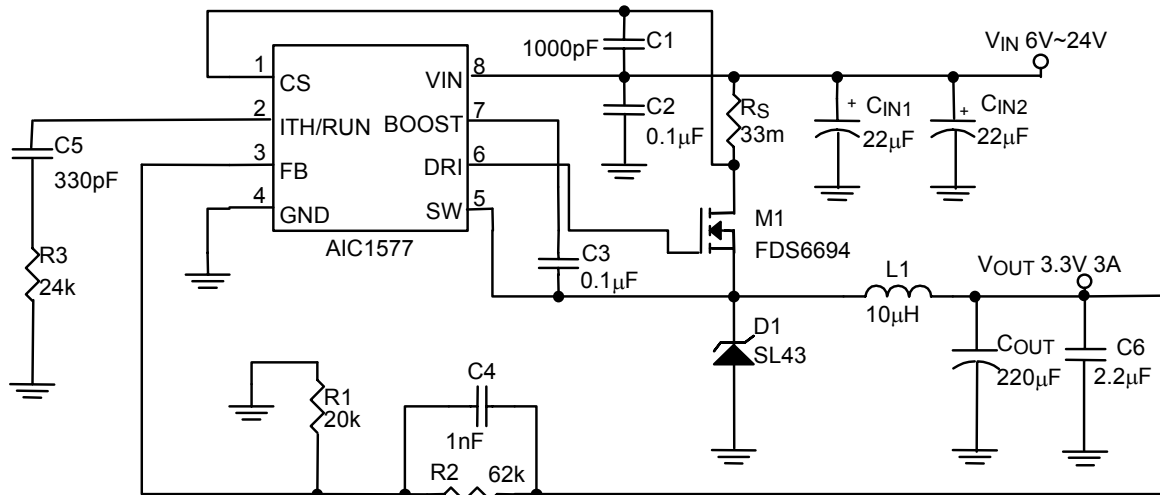 1000pF
C1
VIN 6V~24V
1
CS
VIN
8
2
ITH/RUN
BOOST
7
3
FB
DRI
6
4
GND
SW
5
AIC1577
C2
0.1μF
RS
33m
+
CIN1
22μF
+
CIN2
22μF
C5
330pF
R3
24k
M1
FDS6694
C3
0.1μF
L1
10μH
VOUT 3.3V 3A
D1
SL43
COUT
220μF
C6
2.2μF
R1
20k
C4
1nF
R2
62k